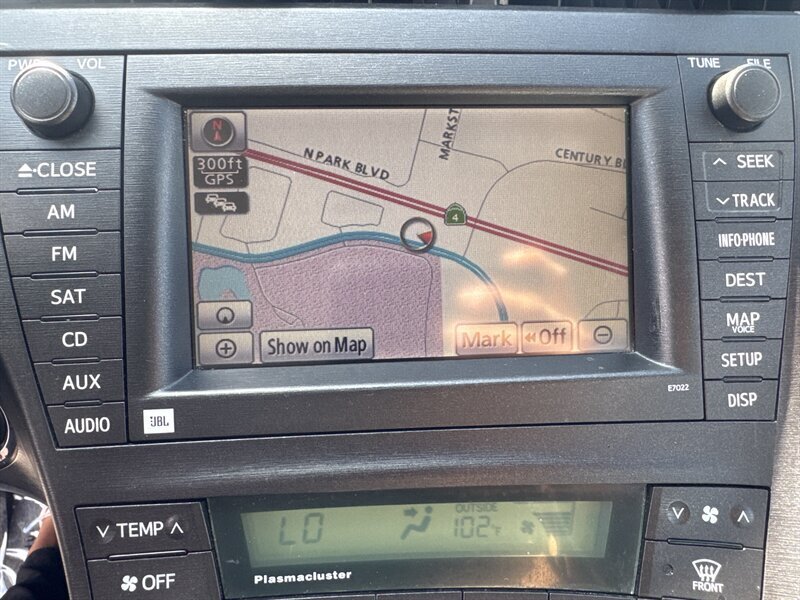 PWR VOL
TUNE FILE
CLOSE
AM
FM
SAT
CD
AUX
AUDIO
N
300ft
GPS
N PARK BLVD
MARKST
CENTURY BL
4
Show on Map
Mark
Off
SEEK
TRACK
INFO·PHONE
DEST
MAP
VOICE
SETUP
DISP
JBL
E7022
TEMP
OFF
LO
OUTSIDE
102°F
Plasmacluster
FRONT